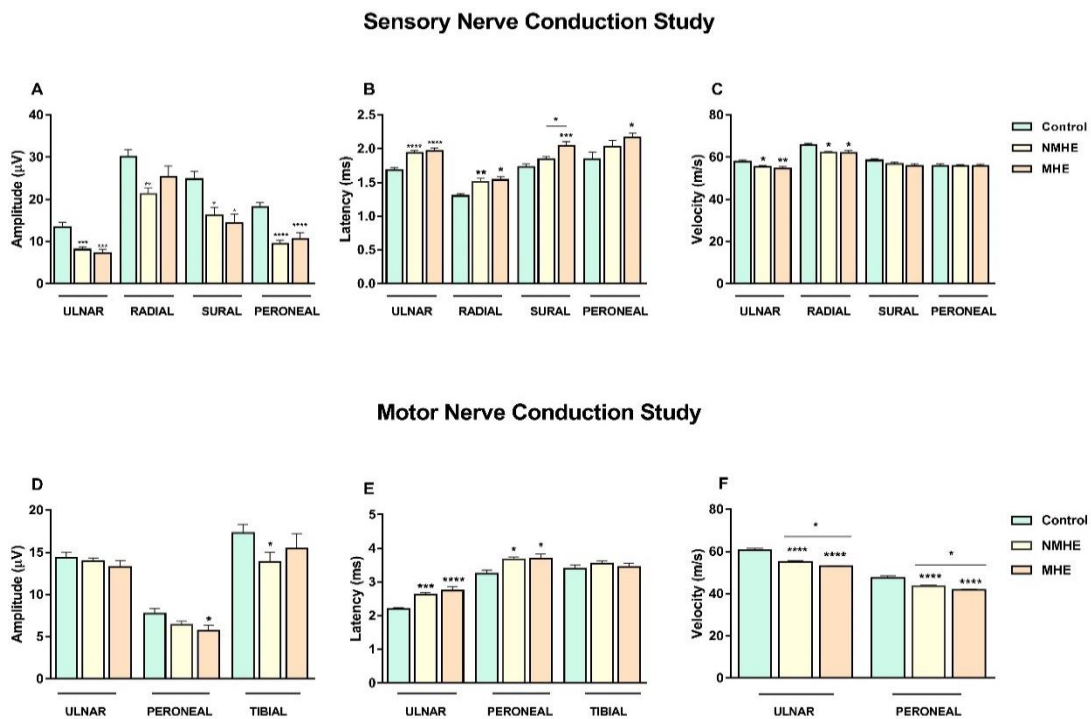 Sensory Nerve Conduction Study
A
Amplitude (μV)
40
30
20
10
0
***
***
**
*
*
****
****
ULNAR
RADIAL
SURAL
PERONEAL
B
Latency (ms)
2.5
2.0
1.5
1.0
0.5
0.0
****
****
**
*
*
***
*
ULNAR
RADIAL
SURAL
PERONEAL
C
Velocity (m/s)
80
60
40
20
0
*
**
*
*
ULNAR
RADIAL
SURAL
PERONEAL
Control
NMHE
MHE
Motor Nerve Conduction Study
D
Amplitude (μV)
20
15
10
5
0
*
*
ULNAR
PERONEAL
TIBIAL
E
Latency (ms)
5
4
3
2
1
0
***
****
*
*
ULNAR
PERONEAL
TIBIAL
F
Velocity (m/s)
80
60
40
20
0
*
****
****
*
****
****
ULNAR
PERONEAL
Control
NMHE
MHE